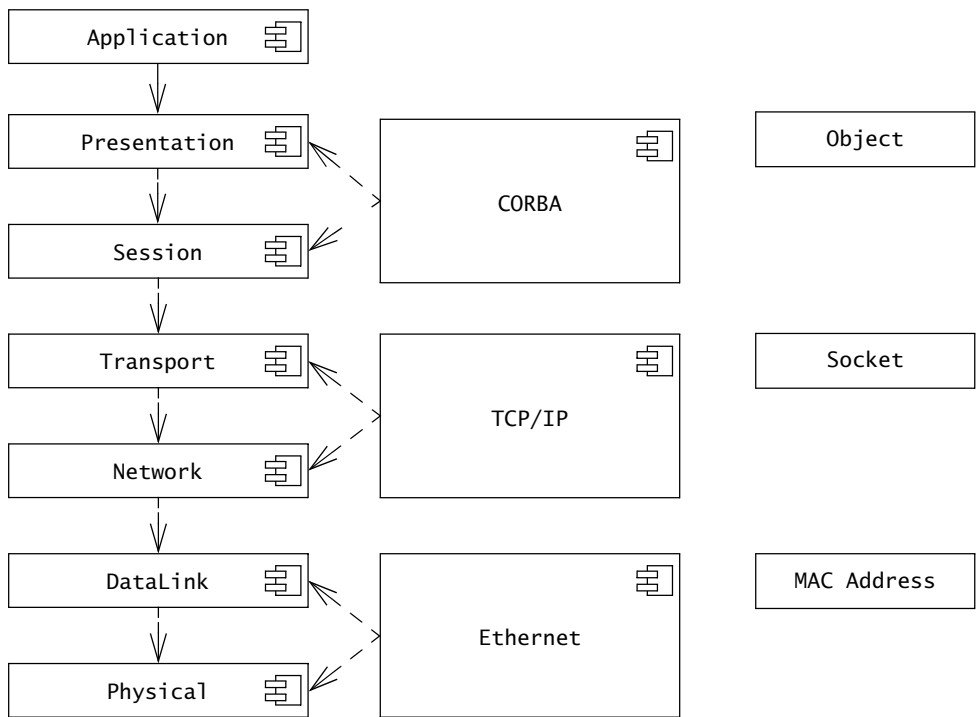 Application
Presentation
Object
CORBA
Session
Transport
Socket
TCP/IP
Network
DataLink
MAC Address
Ethernet
Physical